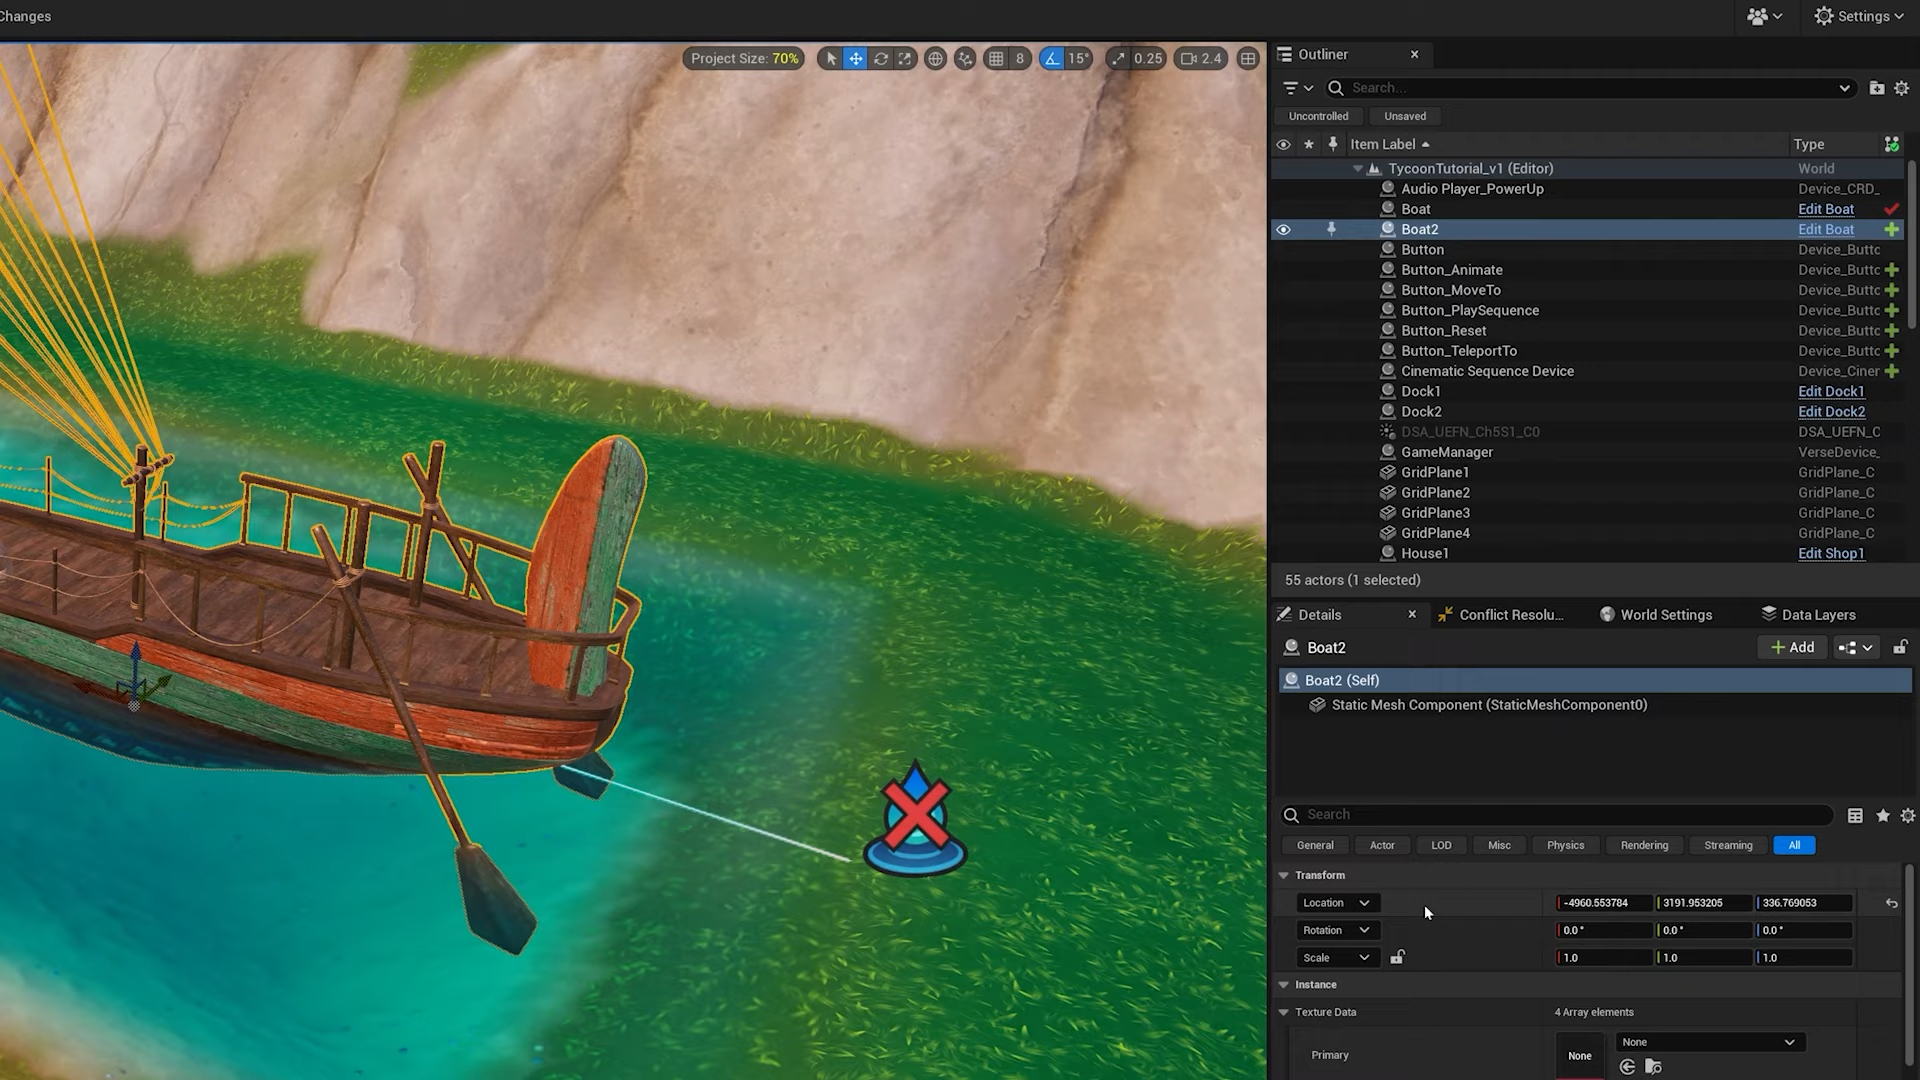 Changes
Settings
Project Size: 70%
8
15°
0.25
2.4
Outliner
Search...
Uncontrolled
Unsaved
Item Label
Type
TycoonTutorial_v1 (Editor)
World
Audio Player_PowerUp
Device_CRD_
Boat
Edit Boat
Boat2
Edit Boat
Button
Device_Buttc
Button_Animate
Device_Buttc
Button_MoveTo
Device_Buttc
Button_PlaySequence
Device_Buttc
Button_Reset
Device_Buttc
Button_TeleportTo
Device_Buttc
Cinematic Sequence Device
Device_Ciner
Dock1
Edit Dock1
Dock2
Edit Dock2
DSA_UEFN_Ch5S1_C0
DSA_UEFN_C
GameManager
VerseDevice_
GridPlane1
GridPlane_C
GridPlane2
GridPlane_C
GridPlane3
GridPlane_C
GridPlane4
GridPlane_C
House1
Edit Shop1
55 actors (1 selected)
Details
Conflict Resolu...
World Settings
Data Layers
Boat2
Add
Boat2 (Self)
Static Mesh Component (StaticMeshComponent0)
Search
General
Actor
LOD
Misc
Physics
Rendering
Streaming
All
Transform
Location
-4960.553784
3191.953205
336.769053
Rotation
0.0 °
0.0 °
0.0 °
Scale
1.0
1.0
1.0
Instance
Texture Data
4 Array elements
Primary
None
None